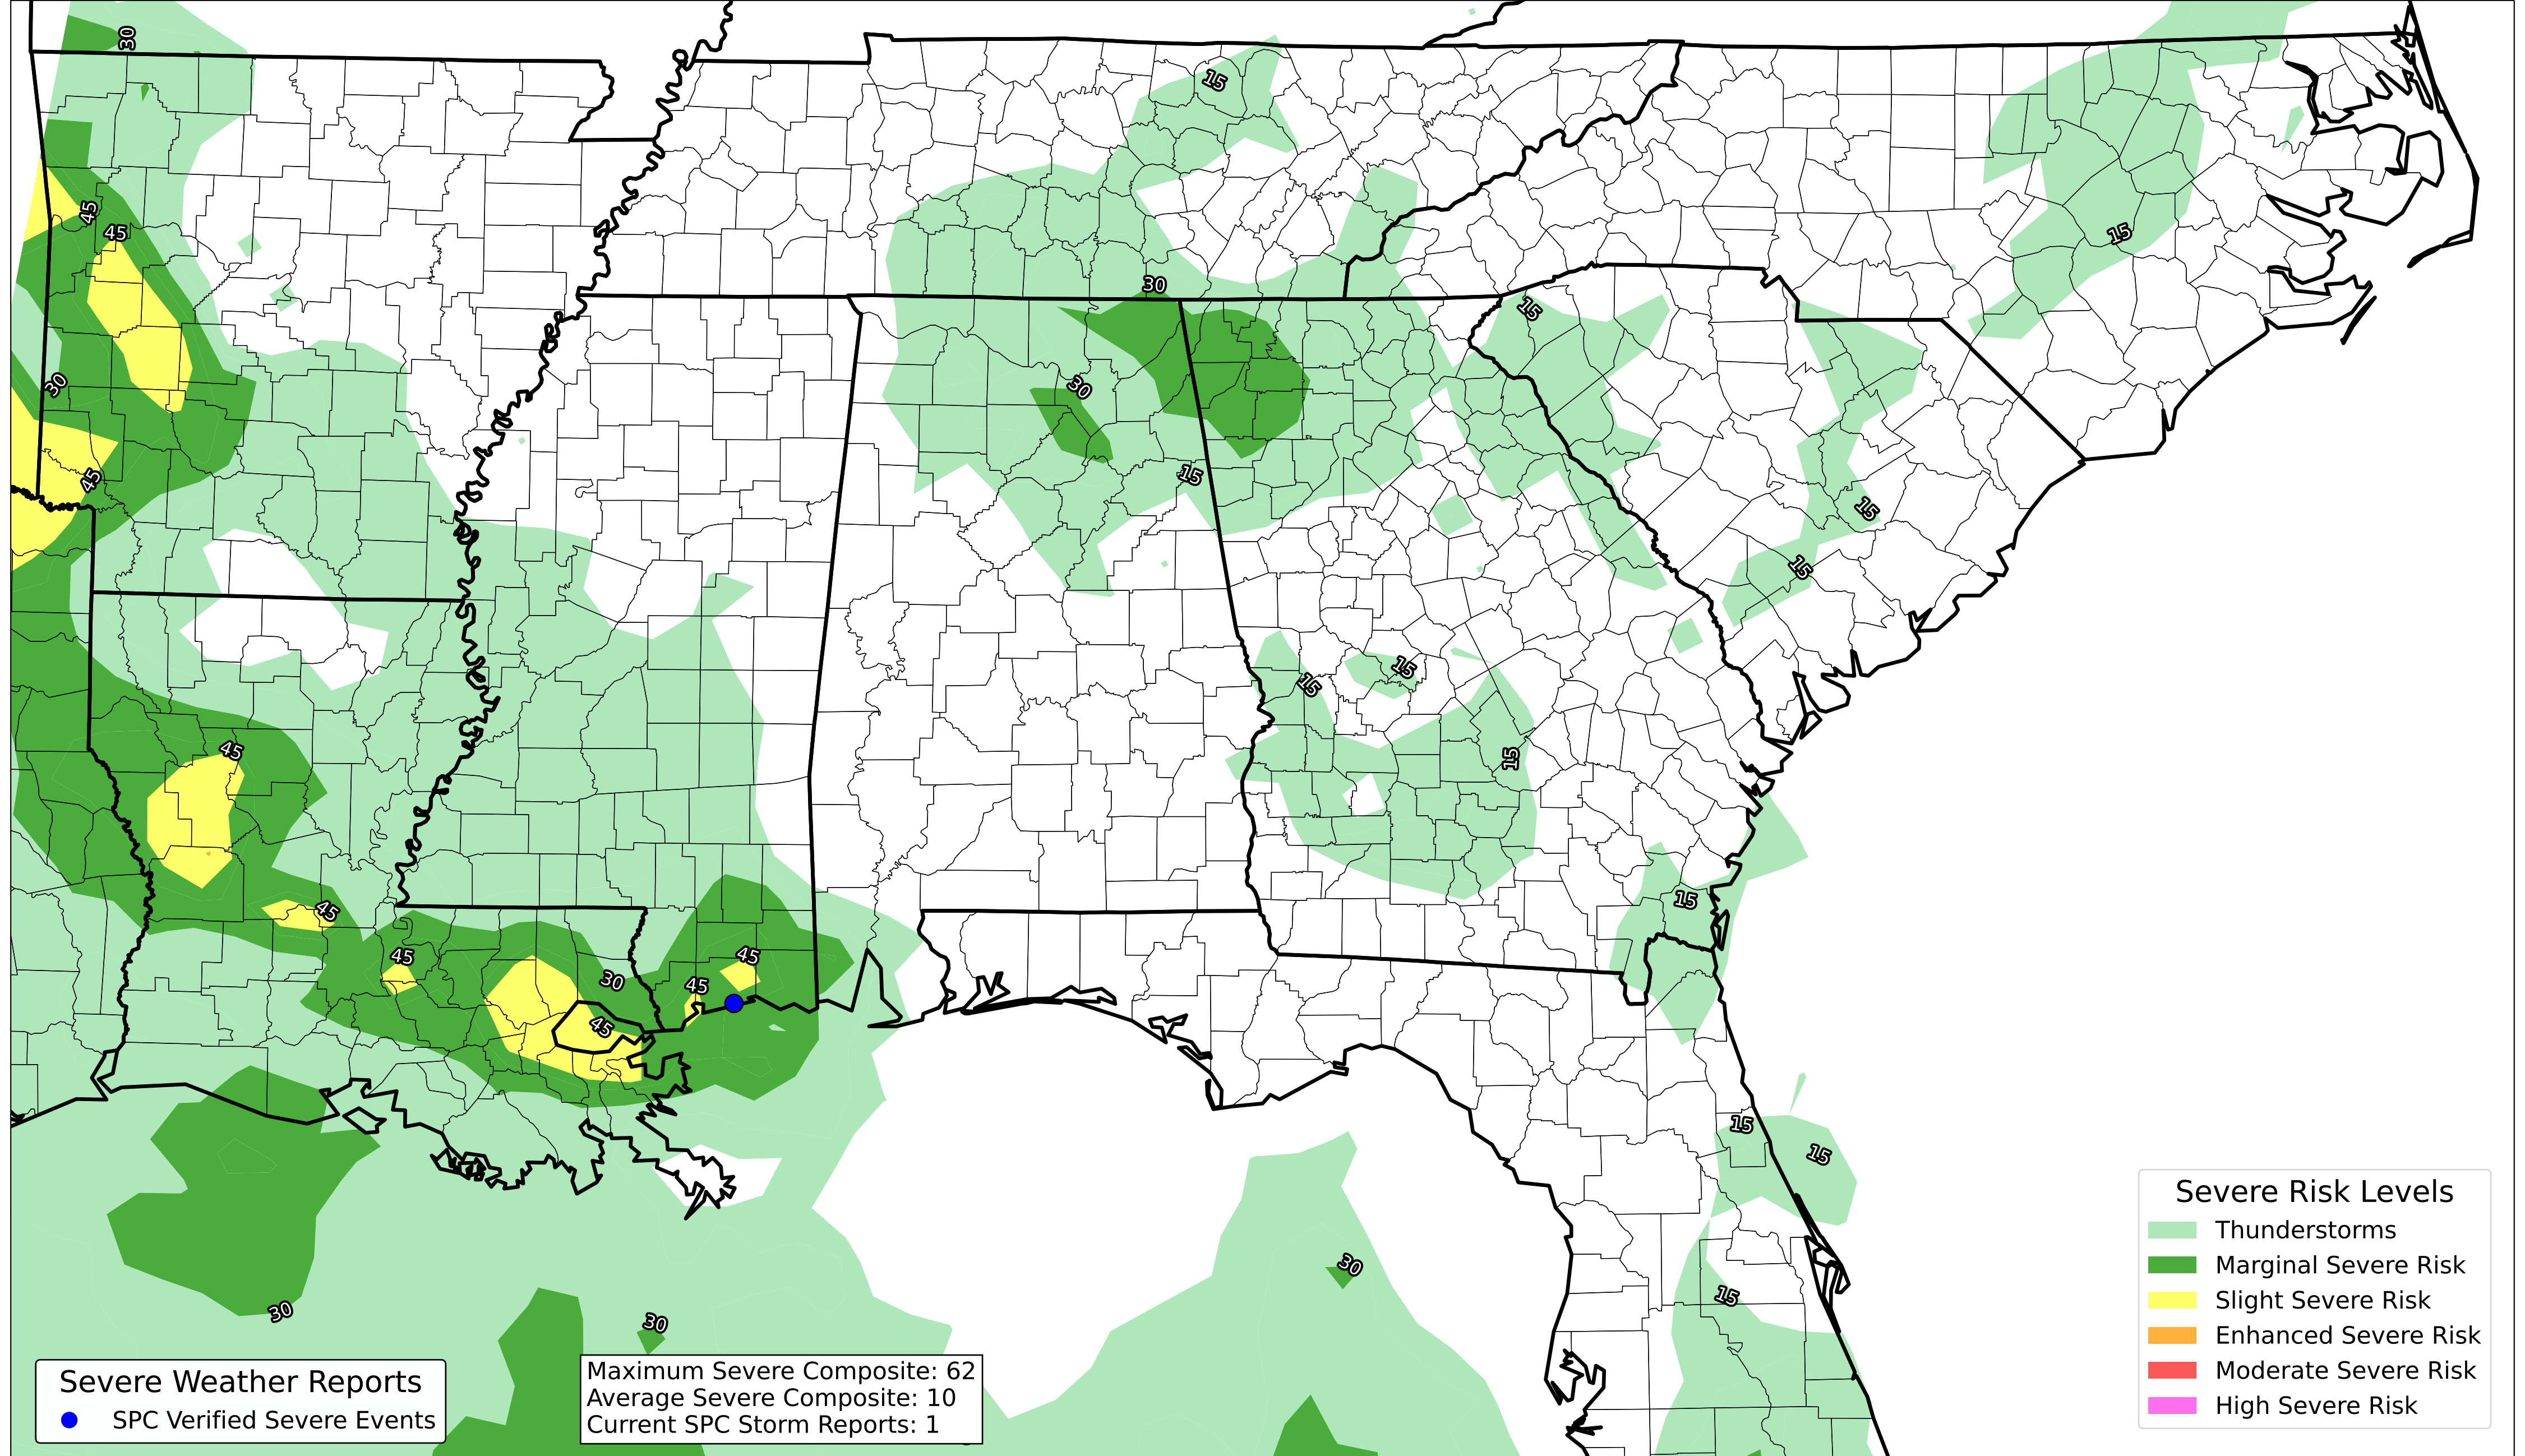 30
15
45
45
15
30
15
30
30
15
45
15
15
15
15
15
45
15
15
45
45
45
30
45
45
15
15
30
15
30
30
Severe Risk Levels
Thunderstorms
Marginal Severe Risk
Slight Severe Risk
Enhanced Severe Risk
Moderate Severe Risk
High Severe Risk
Severe Weather Reports
SPC Verified Severe Events
Maximum Severe Composite: 62
Average Severe Composite: 10
Current SPC Storm Reports: 1